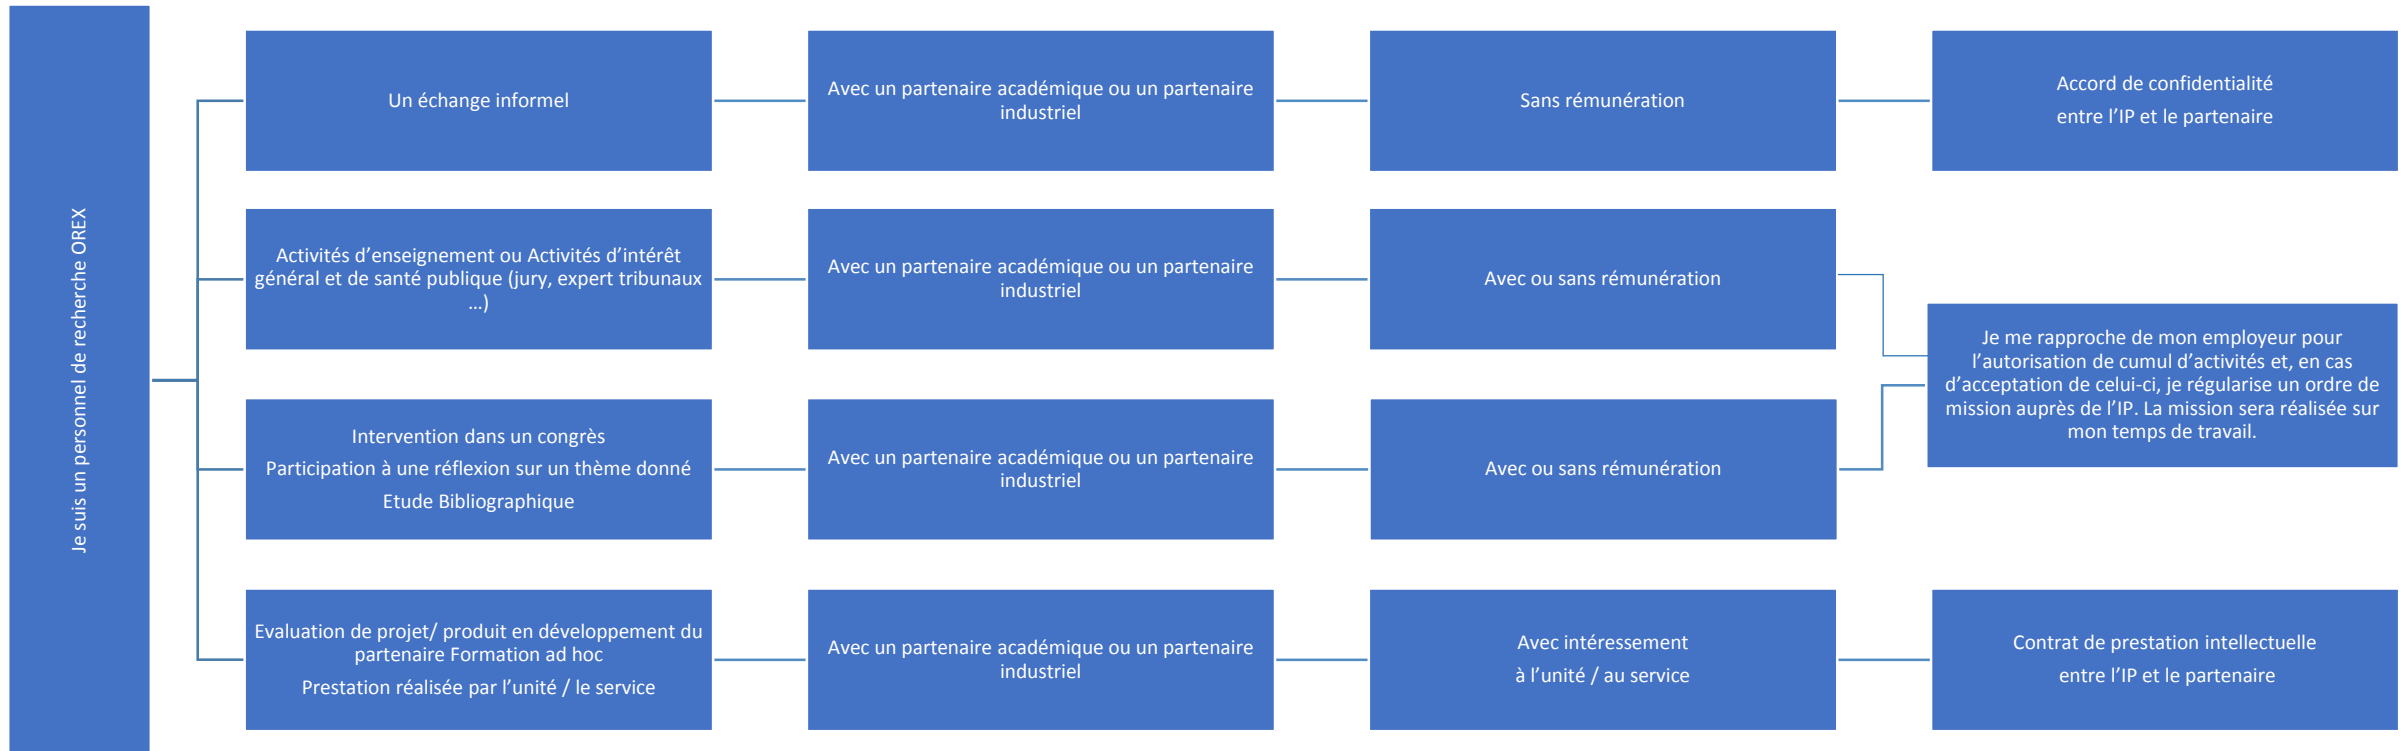 Je suis un personnel de recherche OREX
Un échange informel
Avec un partenaire académique ou un partenaire
industriel
Sans rémunération
Accord de confidentialité
entre l’IP et le partenaire
Activités d’enseignement ou Activités d’intérêt
général et de santé publique (jury, expert tribunaux
…)
Avec un partenaire académique ou un partenaire
industriel
Avec ou sans rémunération
Je me rapproche de mon employeur pour
l’autorisation de cumul d’activités et, en cas
d’acceptation de celui-ci, je régularise un ordre de
mission auprès de l’IP. La mission sera réalisée sur
mon temps de travail.
Intervention dans un congrès
Participation à une réflexion sur un thème donné
Etude Bibliographique
Avec un partenaire académique ou un partenaire
industriel
Avec ou sans rémunération
Evaluation de projet/ produit en développement du
partenaire Formation ad hoc
Prestation réalisée par l’unité / le service
Avec un partenaire académique ou un partenaire
industriel
Avec intéressement
à l’unité / au service
Contrat de prestation intellectuelle
entre l’IP et le partenaire